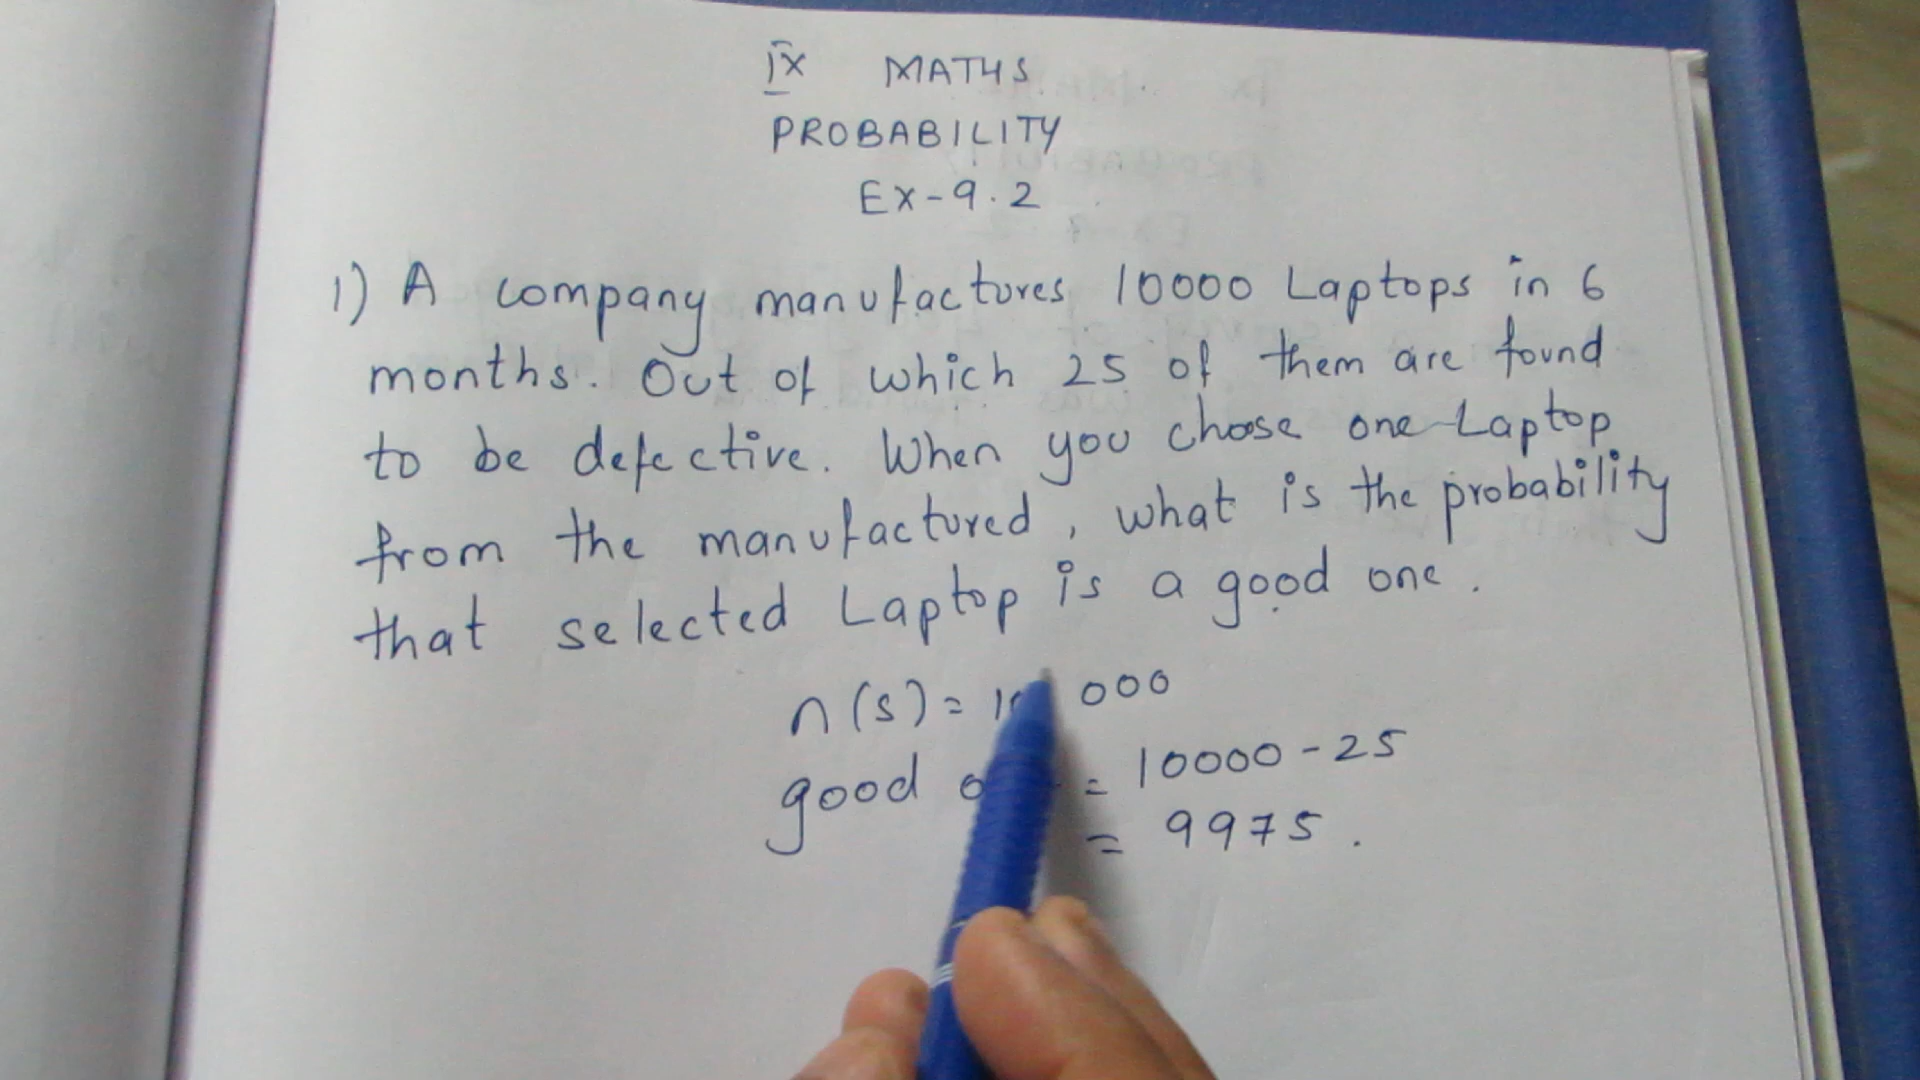 IX MATHS
PROBABILITY
EX-9.2
1) A company manufactures 10000 Laptops in 6
months. Out of which 25 of them are found
to be defective. When you choose one Laptop
from the manufactured, what is the probability
that selected Laptop is a good one.
n(s)= 000
good = 10000-25
= 9975.